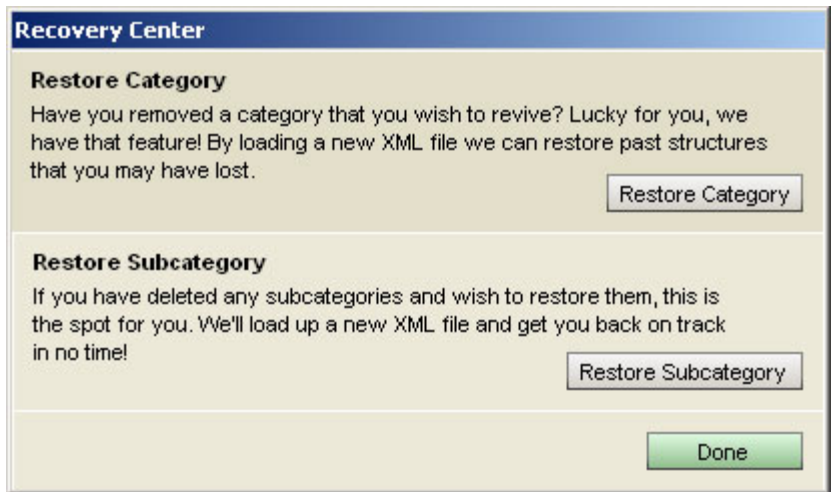 Recovery Center
Restore Category
Have you removed a category that you wish to revive? Lucky for you, we
have that feature! By loading a new XML file we can restore past structures
that you may have lost.
Restore Category
Restore Subcategory
If you have deleted any subcategories and wish to restore them, this is
the spot for you. We'll load up a new XML file and get you back on track
in no time!
Restore Subcategory
Done